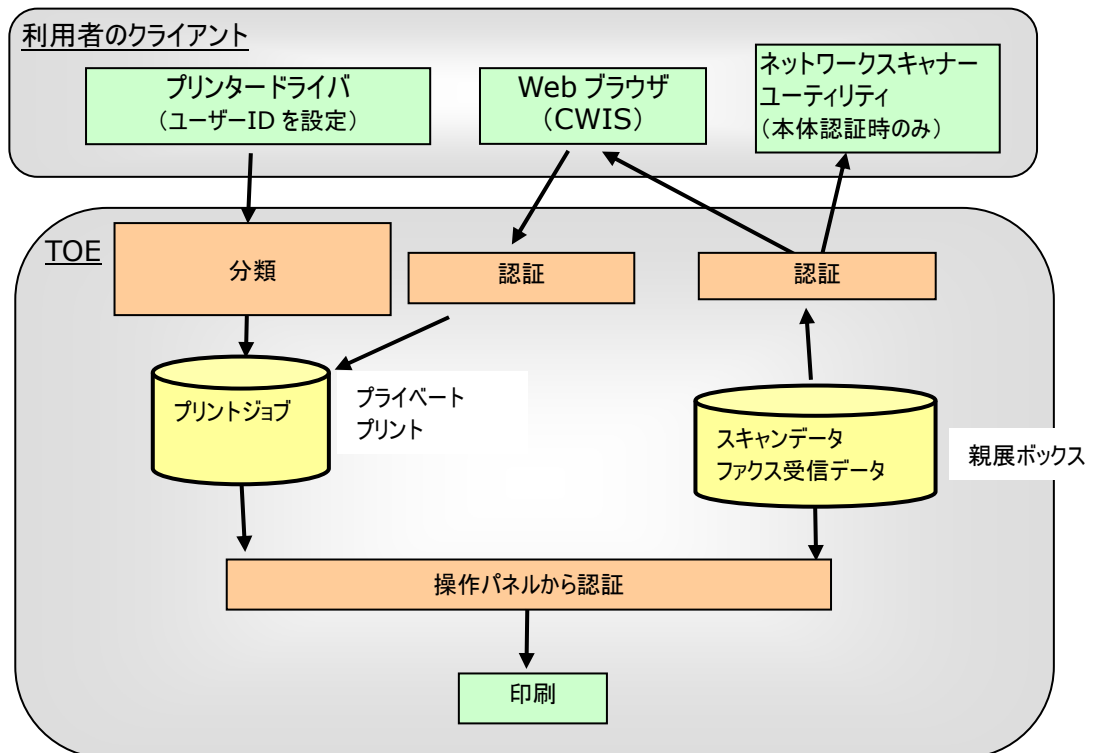 利用者のクライアント
プリンタードライバ
（ユーザーID を設定）
Web ブラウザ
（CWIS）
ネットワークスキャナー
ユーティリティ
（本体認証時のみ）
TOE
分類
認証
認証
プリントジョブ
プライベート
プリント
スキャンデータ
ファクス受信データ
親展ボックス
操作パネルから認証
印刷